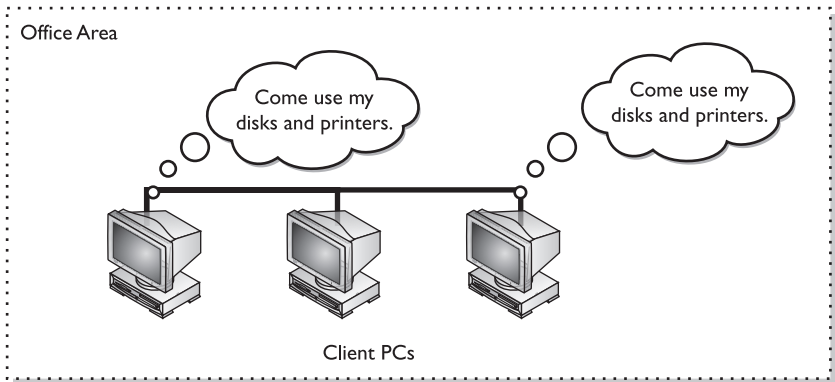 Office Area
Come use my
disks and printers.
Come use my
disks and printers.
Client PCs